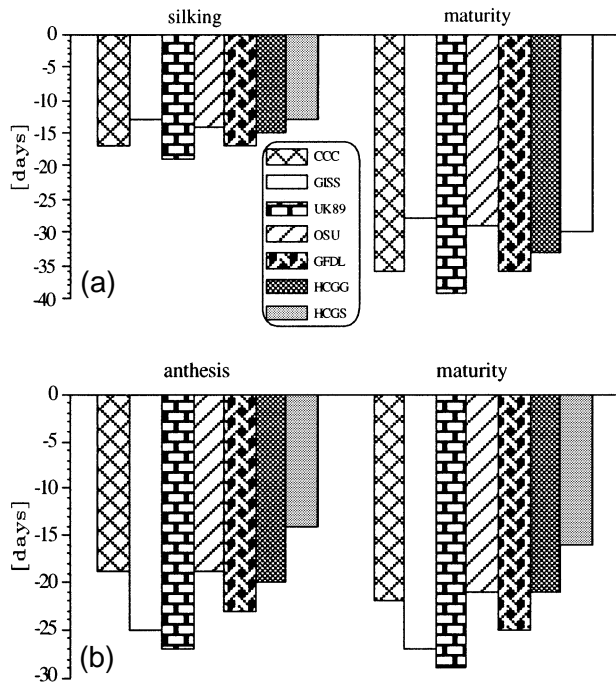 silking maturity
0
-5
-10
-15
-20
-25
-30
-35
-40
[days]
(a)
CCC
GISS
UK89
OSU
GFDL
HCGG
HCGS
anthesis maturity
0
-5
-10
-15
-20
-25
-30
[days]
(b)